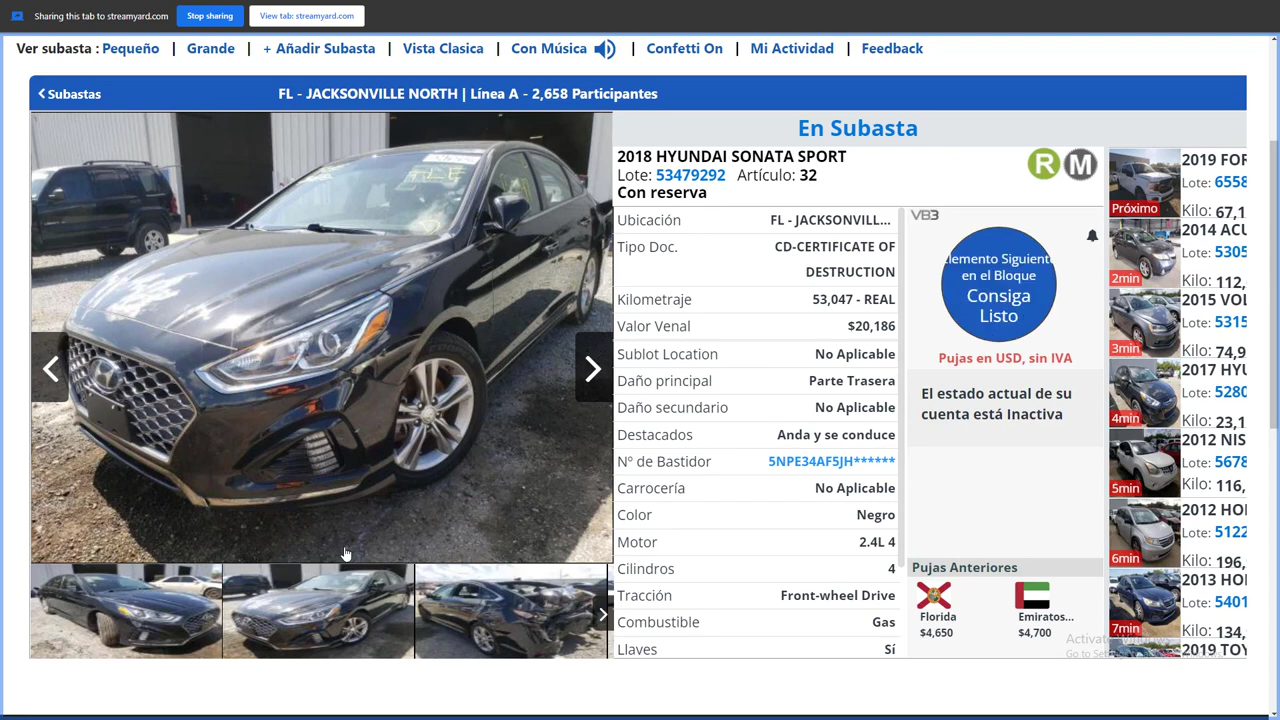 Sharing this tab to streamyard.com
Stop sharing
View tab: streamyard.com
Ver subasta : Pequeño | Grande | + Añadir Subasta | Vista Clasica | Con Música | Confetti On | Mi Actividad | Feedback
Subastas
FL - JACKSONVILLE NORTH | Línea A - 2,658 Participantes
En Subasta
2018 HYUNDAI SONATA SPORT
Lote: 53479292 Artículo: 32
Con reserva
R M
Ubicación FL - JACKSONVILL...
Tipo Doc. CD-CERTIFICATE OF
DESTRUCTION
Kilometraje 53,047 - REAL
Valor Venal $20,186
Sublot Location No Aplicable
Daño principal Parte Trasera
Daño secundario No Aplicable
Destacados Anda y se conduce
Nº de Bastidor 5NPE34AF5JH******
Carrocería No Aplicable
Color Negro
Motor 2.4L 4
Cilindros 4
Tracción Front-wheel Drive
Combustible Gas
Llaves Sí
VB3
lemento Siguient
en el Bloque
Consiga
Listo
Pujas en USD, sin IVA
El estado actual de su
cuenta está Inactiva
Pujas Anteriores
Florida
$4,650
Emiratos...
$4,700
2019 FOR
Lote: 6558
Próximo
Kilo: 67,1
2014 ACU
Lote: 5305
2min
Kilo: 112,
2015 VOL
Lote: 5315
3min
Kilo: 74,9
2017 HYU
Lote: 5280
4min
Kilo: 23,1
2012 NIS
Lote: 5678
5min
Kilo: 116,
2012 HON
Lote: 5122
6min
Kilo: 196,
2013 HON
Lote: 5401
7min
Kilo: 134,
2019 TOY
Activate Windows